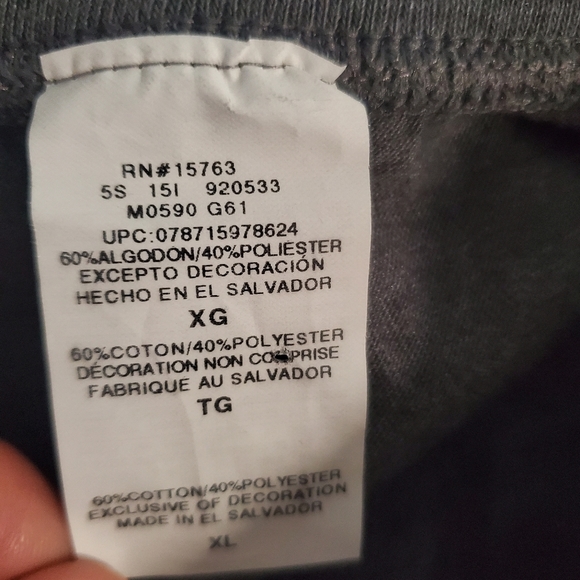 RN#15763
5S 15I 920533
M0590 G61
UPC:078715978624
60%ALGODON/40%POLIÉSTER
EXCEPTO DECORACIÓN
HECHO EN EL SALVADOR
XG
60%COTON/40%POLYESTER
DÉCORATION NON COMPRISE
FABRIQUE AU SALVADOR
TG
60%COTTON/40%POLYESTER
EXCLUSIVE OF DECORATION
MADE IN EL SALVADOR
XL